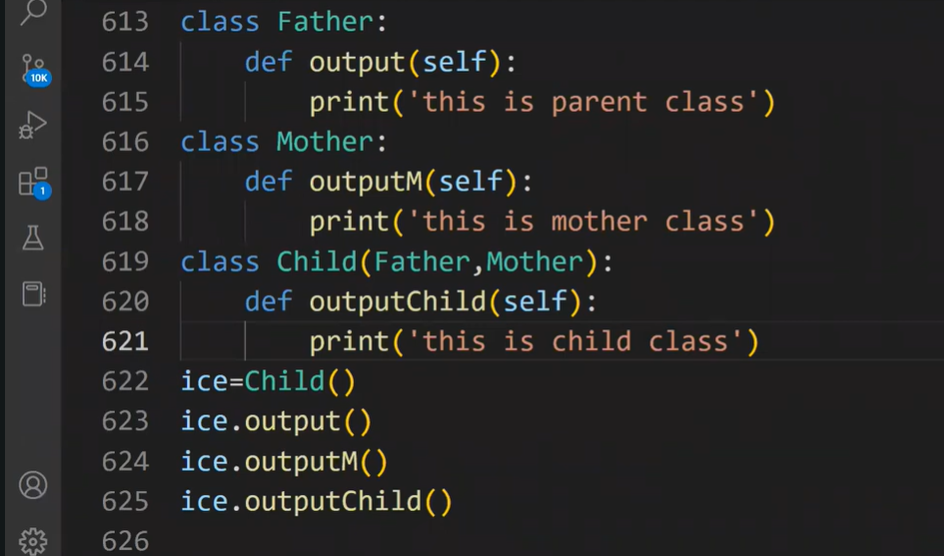 613 class Father:
614     def output(self):
615         print('this is parent class')
616 class Mother:
617     def outputM(self):
618         print('this is mother class')
619 class Child(Father,Mother):
620     def outputChild(self):
621         print('this is child class')
622 ice=Child()
623 ice.output()
624 ice.outputM()
625 ice.outputChild()
626
10K
1